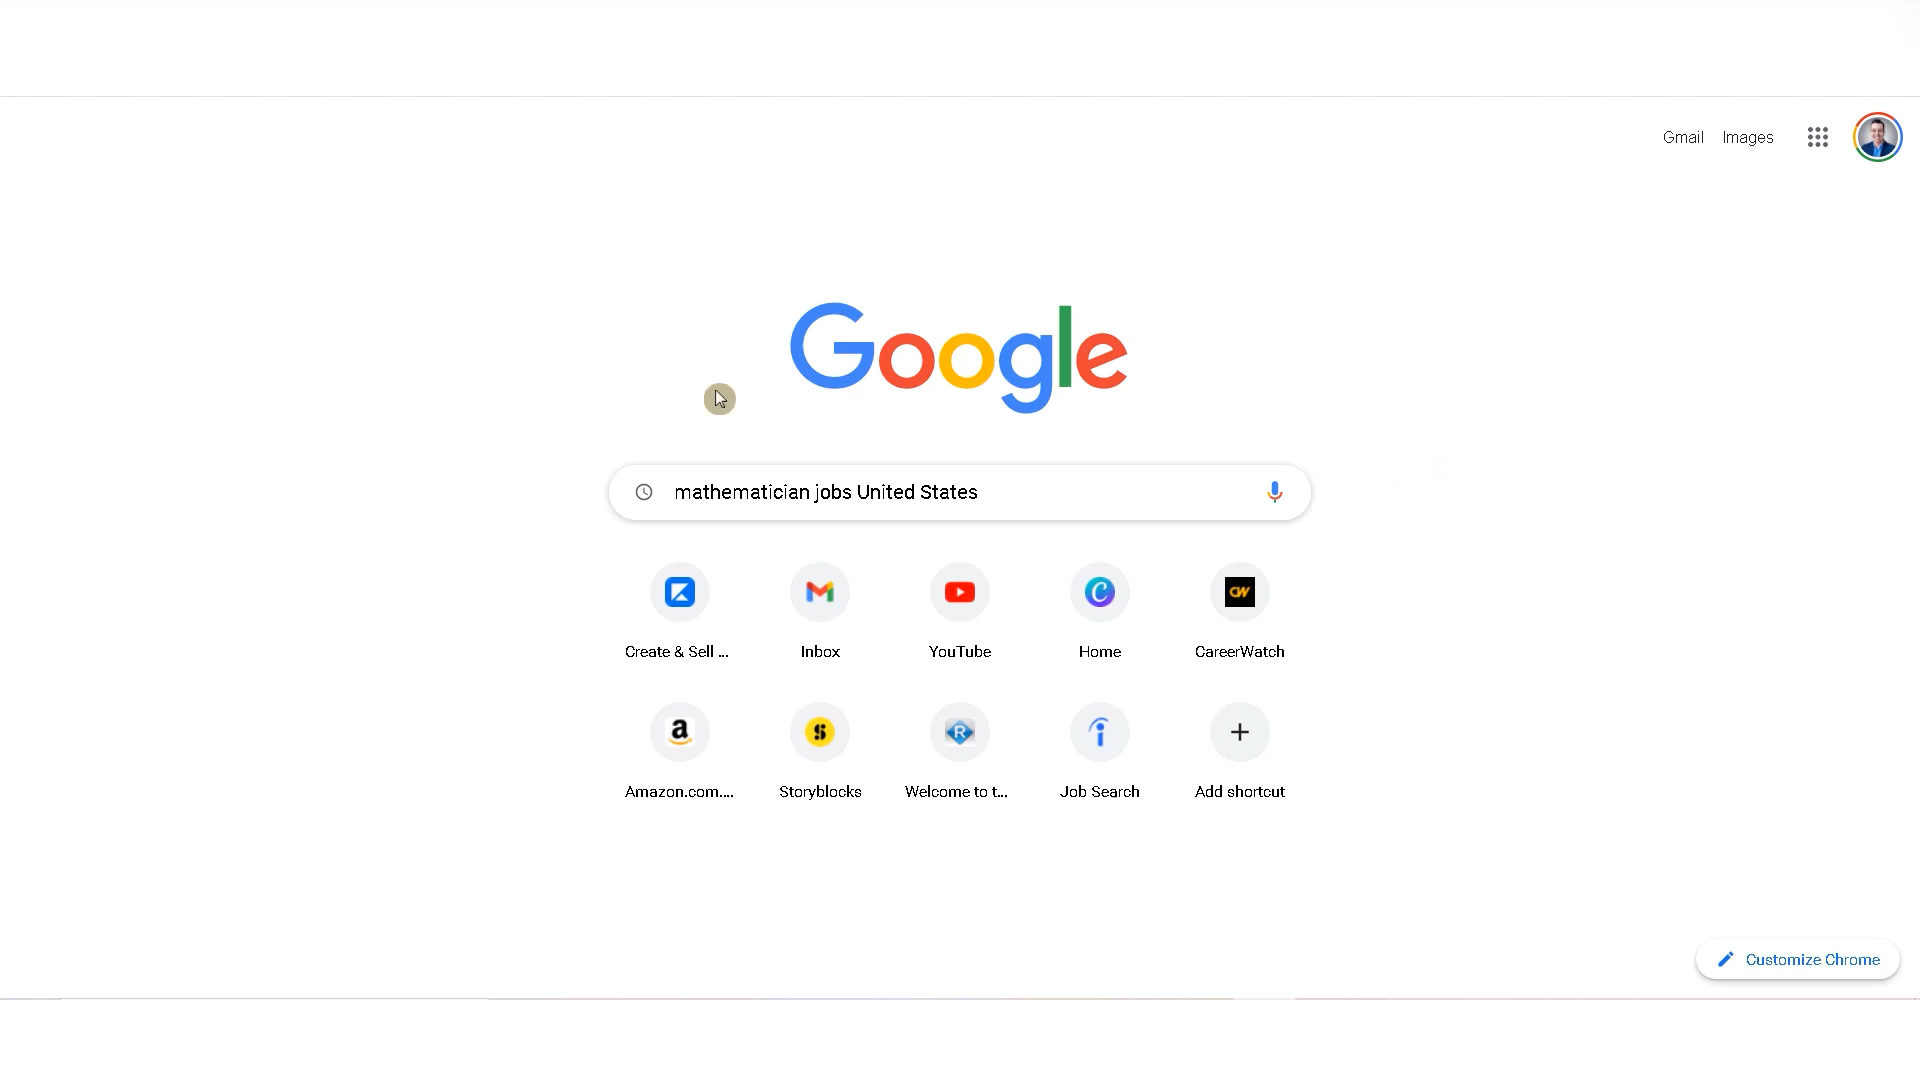 Gmail Images
Google
mathematician jobs United States
Create & Sell ...
Inbox
YouTube
Home
CW
CareerWatch
a
Amazon.com....
Storyblocks
R
Welcome to t...
Job Search
Add shortcut
Customize Chrome